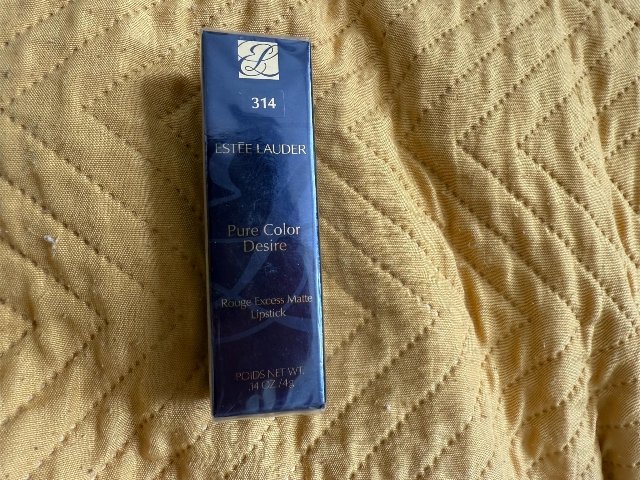 314
ESTĒE LAUDER
Pure Color
Desire
Rouge Excess Matte
Lipstick
POIDS NET WT.
.14 OZ /4g